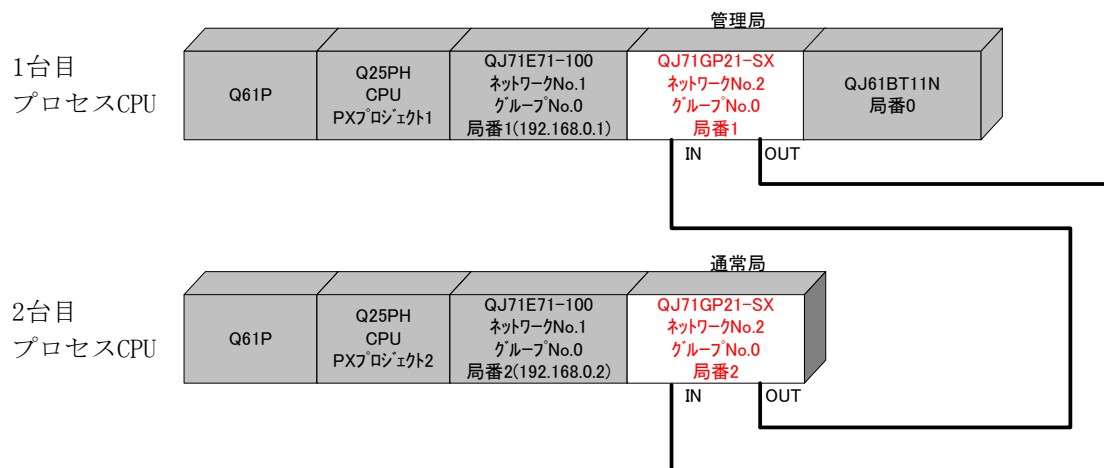 管理局
1台目
プロセスCPU
Q61P
Q25PH
CPU
PXプロジェクト1
QJ71E71-100
ネットワークNo.1
グループNo.0
局番1(192.168.0.1)
QJ71GP21-SX
ネットワークNo.2
グループNo.0
局番1
QJ61BT11N
局番0
IN
OUT
通常局
2台目
プロセスCPU
Q61P
Q25PH
CPU
PXプロジェクト2
QJ71E71-100
ネットワークNo.1
グループNo.0
局番2(192.168.0.2)
QJ71GP21-SX
ネットワークNo.2
グループNo.0
局番2
IN
OUT